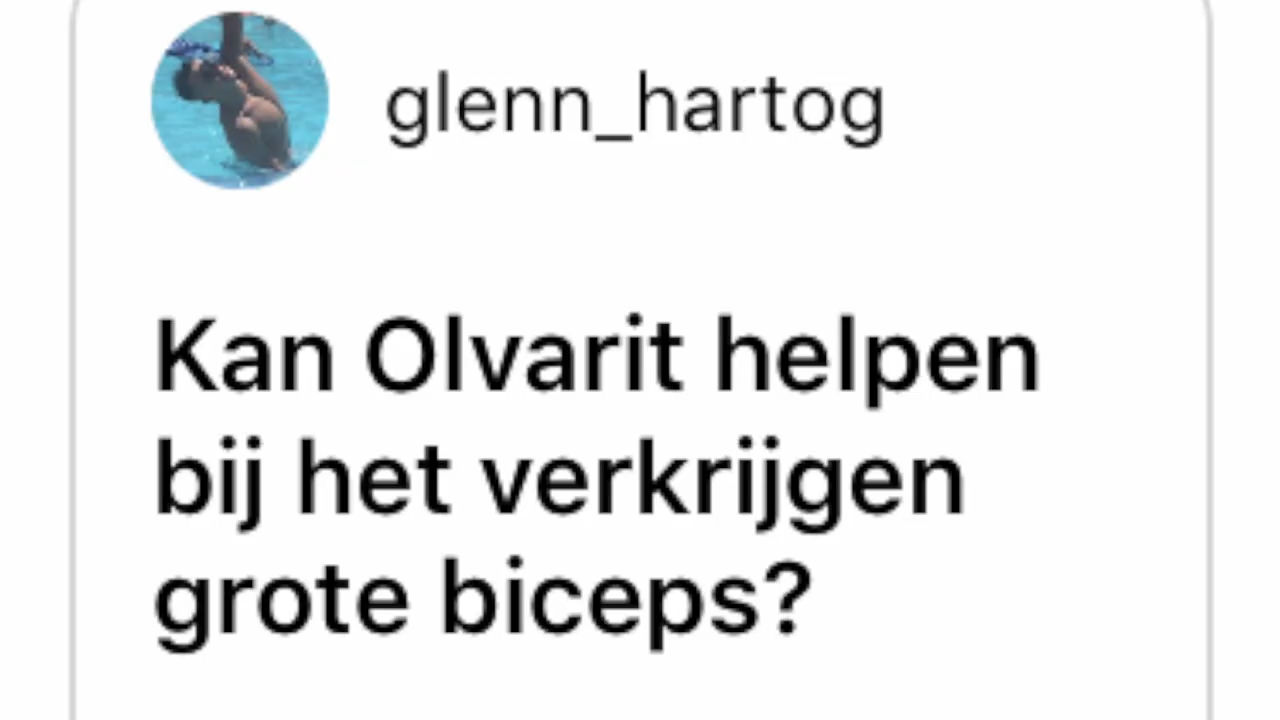 glenn_hartog
Kan Olvarit helpen
bij het verkrijgen
grote biceps?